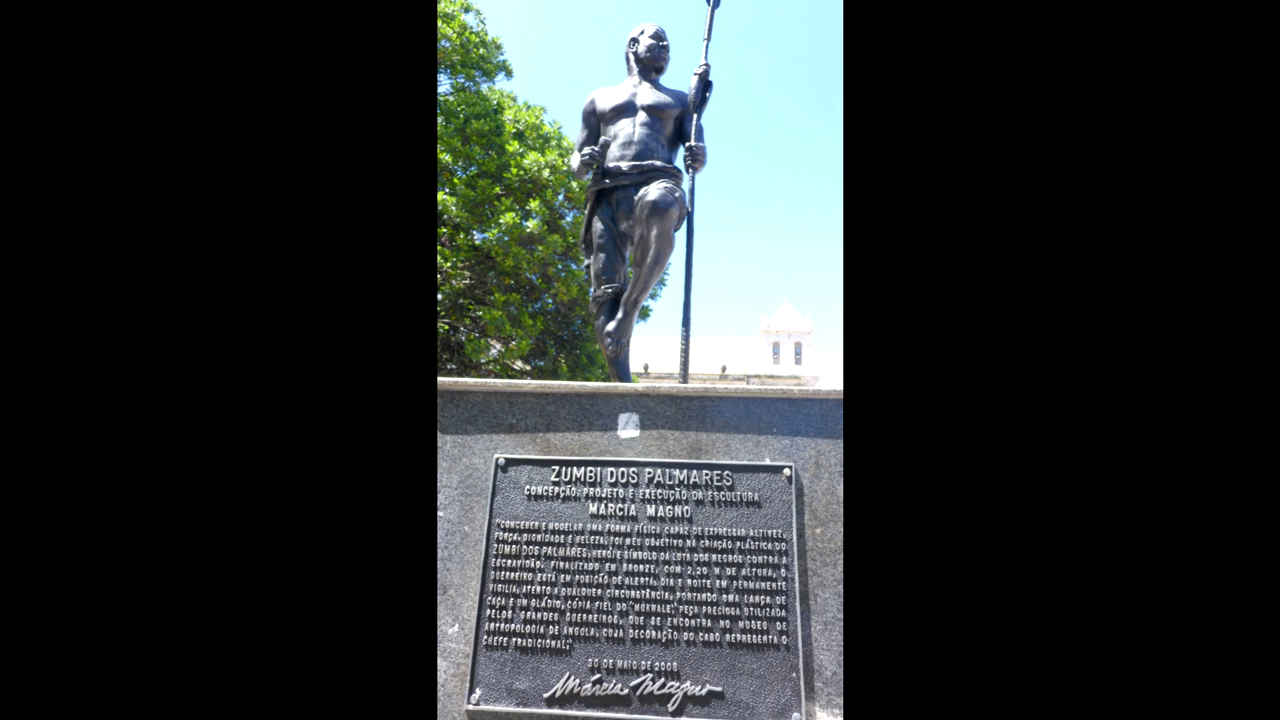 ZUMBI DOS PALMARES
CONCEPÇÃO, PROJETO E EXECUÇÃO DA ESCULTURA
MÁRCIA MAGNO
"CONCEBER E MODELAR UMA FORMA FÍSICA CAPAZ DE EXPRESSAR ALTIVEZ,
FORÇA, DIGNIDADE E BELEZA, FOI MEU OBJETIVO NA CRIAÇÃO PLÁSTICA DO
ZUMBI DOS PALMARES, HERÓI E SÍMBOLO DA LUTA DOS NEGROS CONTRA A
ESCRAVIDÃO. FINALIZADO EM BRONZE, COM 2,20 M DE ALTURA, O
GUERREIRO ESTÁ EM POSIÇÃO DE ALERTA, DIA E NOITE EM PERMANENTE
VIGÍLIA, ATENTO A QUALQUER CIRCUNSTÂNCIA, PORTANDO UMA LANÇA DE
CAÇA E UM GLÁDIO, CÓPIA FIEL DO "MUKWALE", PEÇA PRECIOSA UTILIZADA
PELOS GRANDES GUERREIROS, QUE SE ENCONTRA NO MUSEU DE
ANTROPOLOGIA DE ANGOLA, CUJA DECORAÇÃO DO CABO REPRESENTA O
CHEFE TRADICIONAL."
30 DE MAIO DE 2008
Márcia Magno